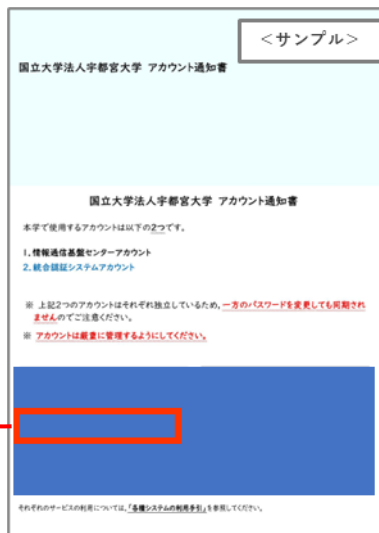 <サンプル>
国立大学法人宇都宮大学 アカウント通知書
国立大学法人宇都宮大学 アカウント通知書
本学で使用するアカウントは以下の2つです。
1.情報通信基盤センターアカウント
2.統合認証システムアカウント
※ 上記2つのアカウントはそれぞれ独立しているため、一方のパスワードを変更しても同期され
ませんのでご注意ください。
※ アカウントは厳重に管理するようにしてください。
それぞれのサービスの利用については、「各種システムの利用手引」を参照してください。